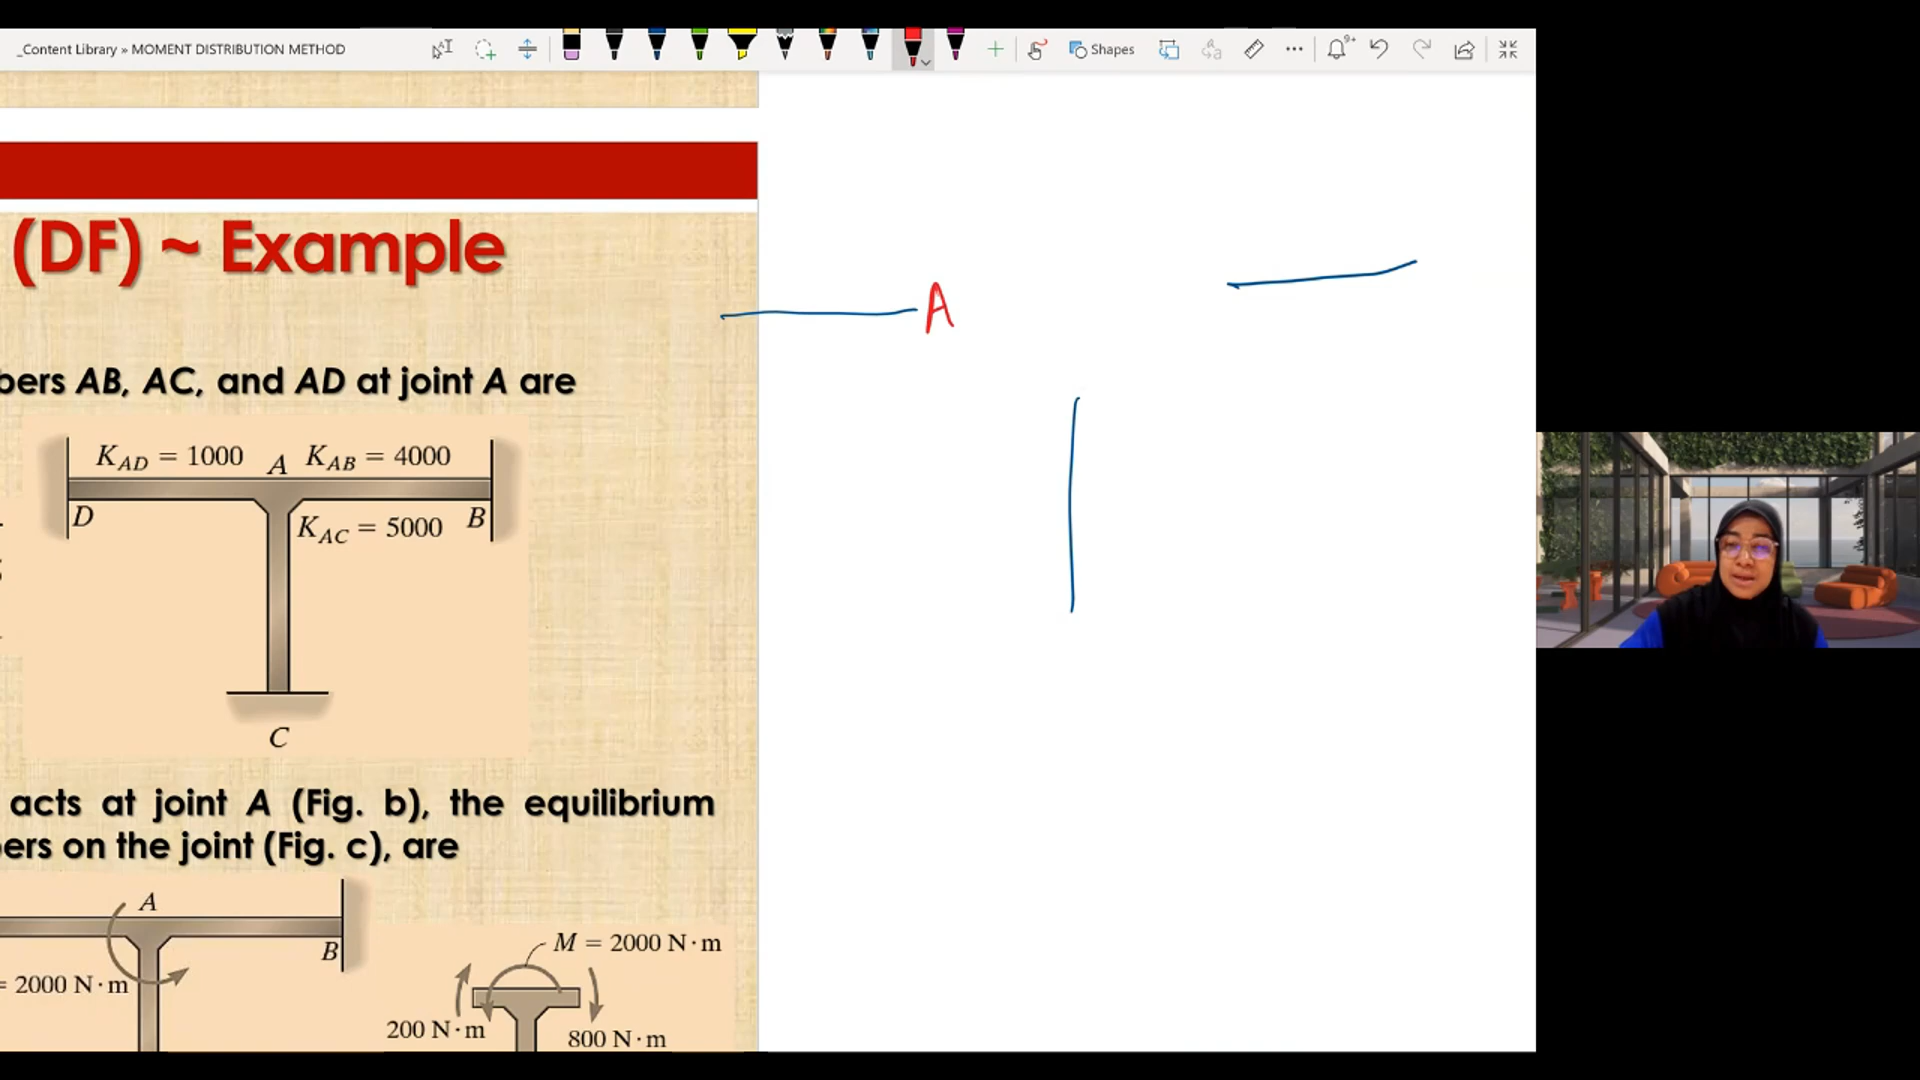 _Content Library » MOMENT DISTRIBUTION METHOD
Shapes
9+
(DF) ~ Example
A
bers AB, AC, and AD at joint A are
K_AD = 1000 A K_AB = 4000
D
K_AC = 5000 B
C
acts at joint A (Fig. b), the equilibrium
bers on the joint (Fig. c), are
A
B
= 2000 N·m
M = 2000 N·m
200 N·m
800 N·m